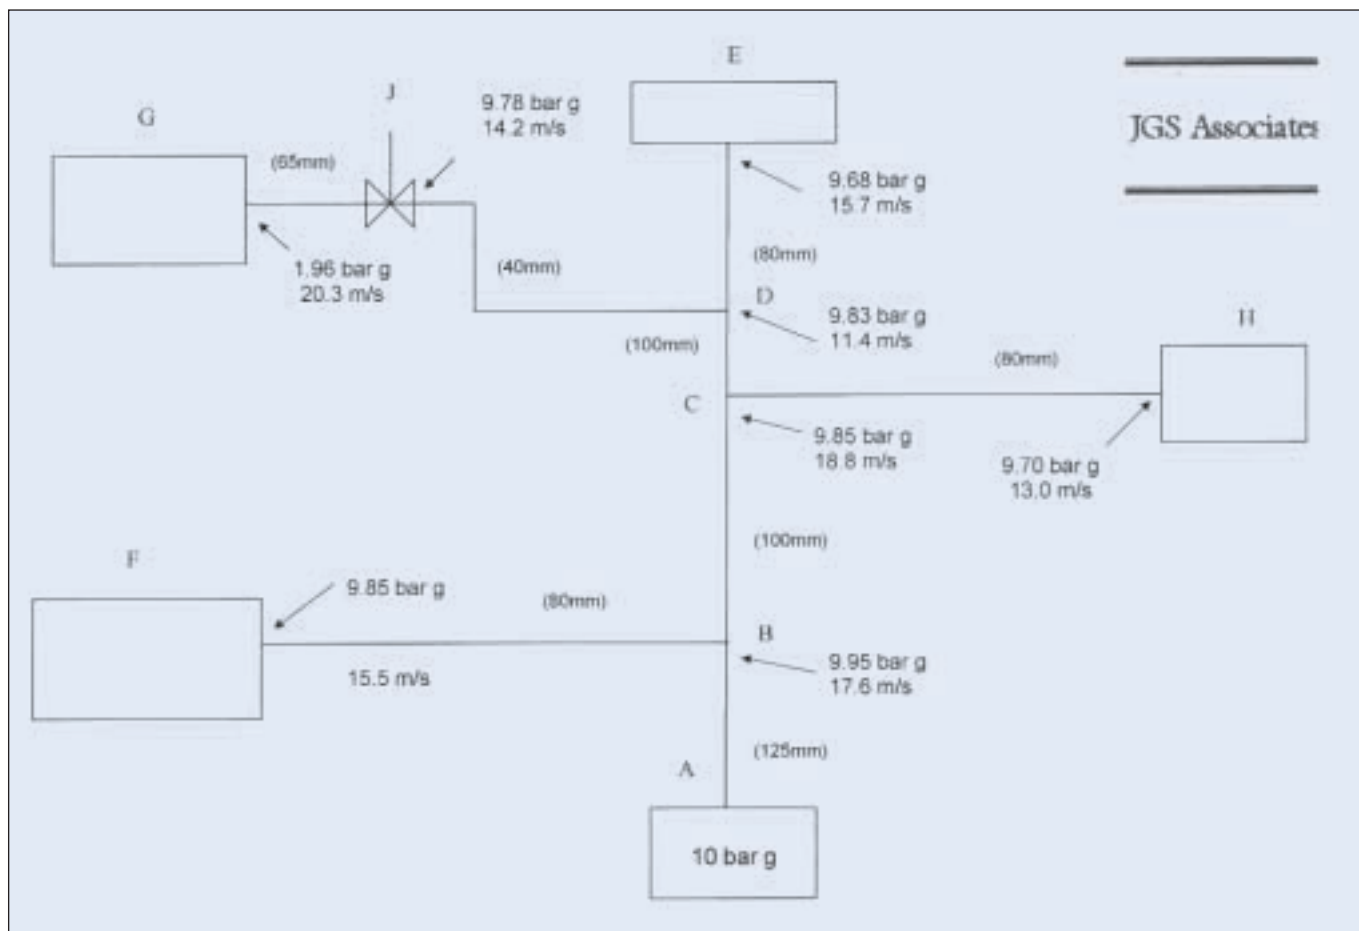 E
J
9.78 bar g
14.2 m/s
G
JGS Associates
(65mm)
9.68 bar g
15.7 m/s
(80mm)
1.96 bar g
20.3 m/s
(40mm)
D
9.83 bar g
11.4 m/s
H
(100mm)
(80mm)
C
9.85 bar g
18.8 m/s
9.70 bar g
13.0 m/s
(100mm)
F
9.85 bar g
(80mm)
B
15.5 m/s
9.95 bar g
17.6 m/s
(125mm)
A
10 bar g